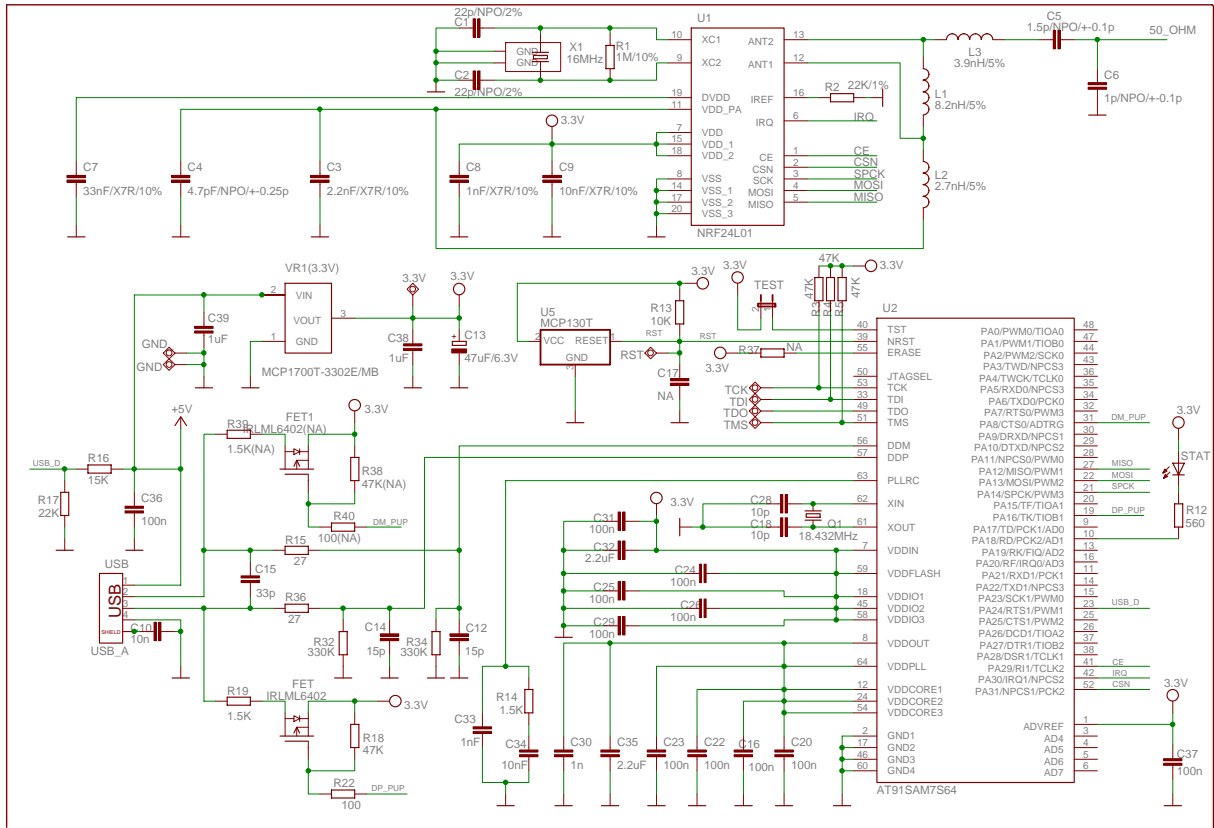 22p/NPO/2%
C1
GND
GND
X1
16MHz
R1
1M/10%
C2
22p/NPO/2%
U1
10 XC1 ANT2 13
9 XC2 ANT1 12
19 DVDD
11 VDD_PA
IREF 16
IRQ 6 IRQ
7 VDD
15 VDD_1
18 VDD_2
CE 1 CE
CSN 2 CSN
SCK 3 SPCK
MOSI 4 MOSI
MISO 5 MISO
8 VSS
14 VSS_1
17 VSS_2
20 VSS_3
NRF24L01
R2 22K/1%
L3
3.9nH/5%
C5
1.5p/NPO/+-0.1p
50_OHM
C6
1p/NPO/+-0.1p
L1
8.2nH/5%
L2
2.7nH/5%
3.3V
C7
33nF/X7R/10%
C4
4.7pF/NPO/+-0.25p
C3
2.2nF/X7R/10%
C8
1nF/X7R/10%
C9
10nF/X7R/10%
VR1(3.3V)
2 VIN
VOUT 3
1 GND
MCP1700T-3302E/MB
C39
1uF
GND
GND
3.3V
3.3V
C38
1uF
C13
47uF/6.3V
U5
MCP130T
2 VCC RESET 1
GND
3
R13
10K
3.3V
RST
RST
RST
C17
NA
3.3V
TEST
2 1
R37 NA
3.3V
47K
47K
47K
R3
R4
R5
3.3V
TCK
TDI
TDO
TMS
U2
40 TST
39 NRST
55 ERASE
50 JTAGSEL
53 TCK
33 TDI
49 TDO
51 TMS
56 DDM
57 DDP
63 PLLRC
62 XIN
61 XOUT
7 VDDIN
59 VDDFLASH
18 VDDIO1
45 VDDIO2
58 VDDIO3
8 VDDOUT
64 VDDPLL
12 VDDCORE1
24 VDDCORE2
54 VDDCORE3
2 GND1
17 GND2
46 GND3
60 GND4
AT91SAM7S64
PA0/PWM0/TIOA0 48
PA1/PWM1/TIOB0 47
PA2/PWM2/SCK0 44
PA3/TWD/NPCS3 43
PA4/TWCK/TCLK0 36
PA5/RXD0/NPCS3 35
PA6/TXD0/PCK0 34
PA7/RTS0/PWM3 32
PA8/CTS0/ADTRG 31 DM_PUP
PA9/DRXD/NPCS1 30
PA10/DTXD/NPCS2 29
PA11/NPCS0/PWM0 28
PA12/MISO/PWM1 27 MISO
PA13/MOSI/PWM2 22 MOSI
PA14/SPCK/PWM3 21 SPCK
PA15/TF/TIOA1 20
PA16/TK/TIOB1 19 DP_PUP
PA17/TD/PCK1/AD0 9
PA18/RD/PCK2/AD1 10
PA19/RK/FIQ/AD2 13
PA20/RF/IRQ0/AD3 16
PA21/RXD1/PCK1 11
PA22/TXD1/NPCS3 14
PA23/SCK1/PWM0 15
PA24/RTS1/PWM1 23 USB_D
PA25/CTS1/PWM2 25
PA26/DCD1/TIOA2 26
PA27/DTR1/TIOB2 37
PA28/DSR1/TCLK1 38
PA29/RI1/TCLK2 41 CE
PA30/IRQ1/NPCS2 42 IRQ
PA31/NPCS1/PCK2 52 CSN
ADVREF 1
AD4 3
AD5 4
AD6 5
AD7 6
3.3V
STAT
R12
560
3.3V
C37
100n
+5V
USB_D
R16
15K
R17
22K
C36
100n
R39
1.5K(NA)
FET1
IRLML6402(NA)
3.3V
R38
47K(NA)
R40
100(NA)
DM_PUP
R15
27
C15
33p
R36
27
USB
1
2
3
4
USB
SHIELD
USB_A
C10
10n
R32
330K
C14
15p
R34
330K
C12
15p
R19
1.5K
FET
IRLML6402
3.3V
R18
47K
R22
100
DP_PUP
3.3V
C28
10p
C18
10p
Q1
18.432MHz
C31
100n
C32
2.2uF
C24
100n
C25
100n
C26
100n
C29
100n
C33
1nF
R14
1.5K
C34
10nF
C30
1n
C35
2.2uF
C23
100n
C22
100n
C16
100n
C20
100n